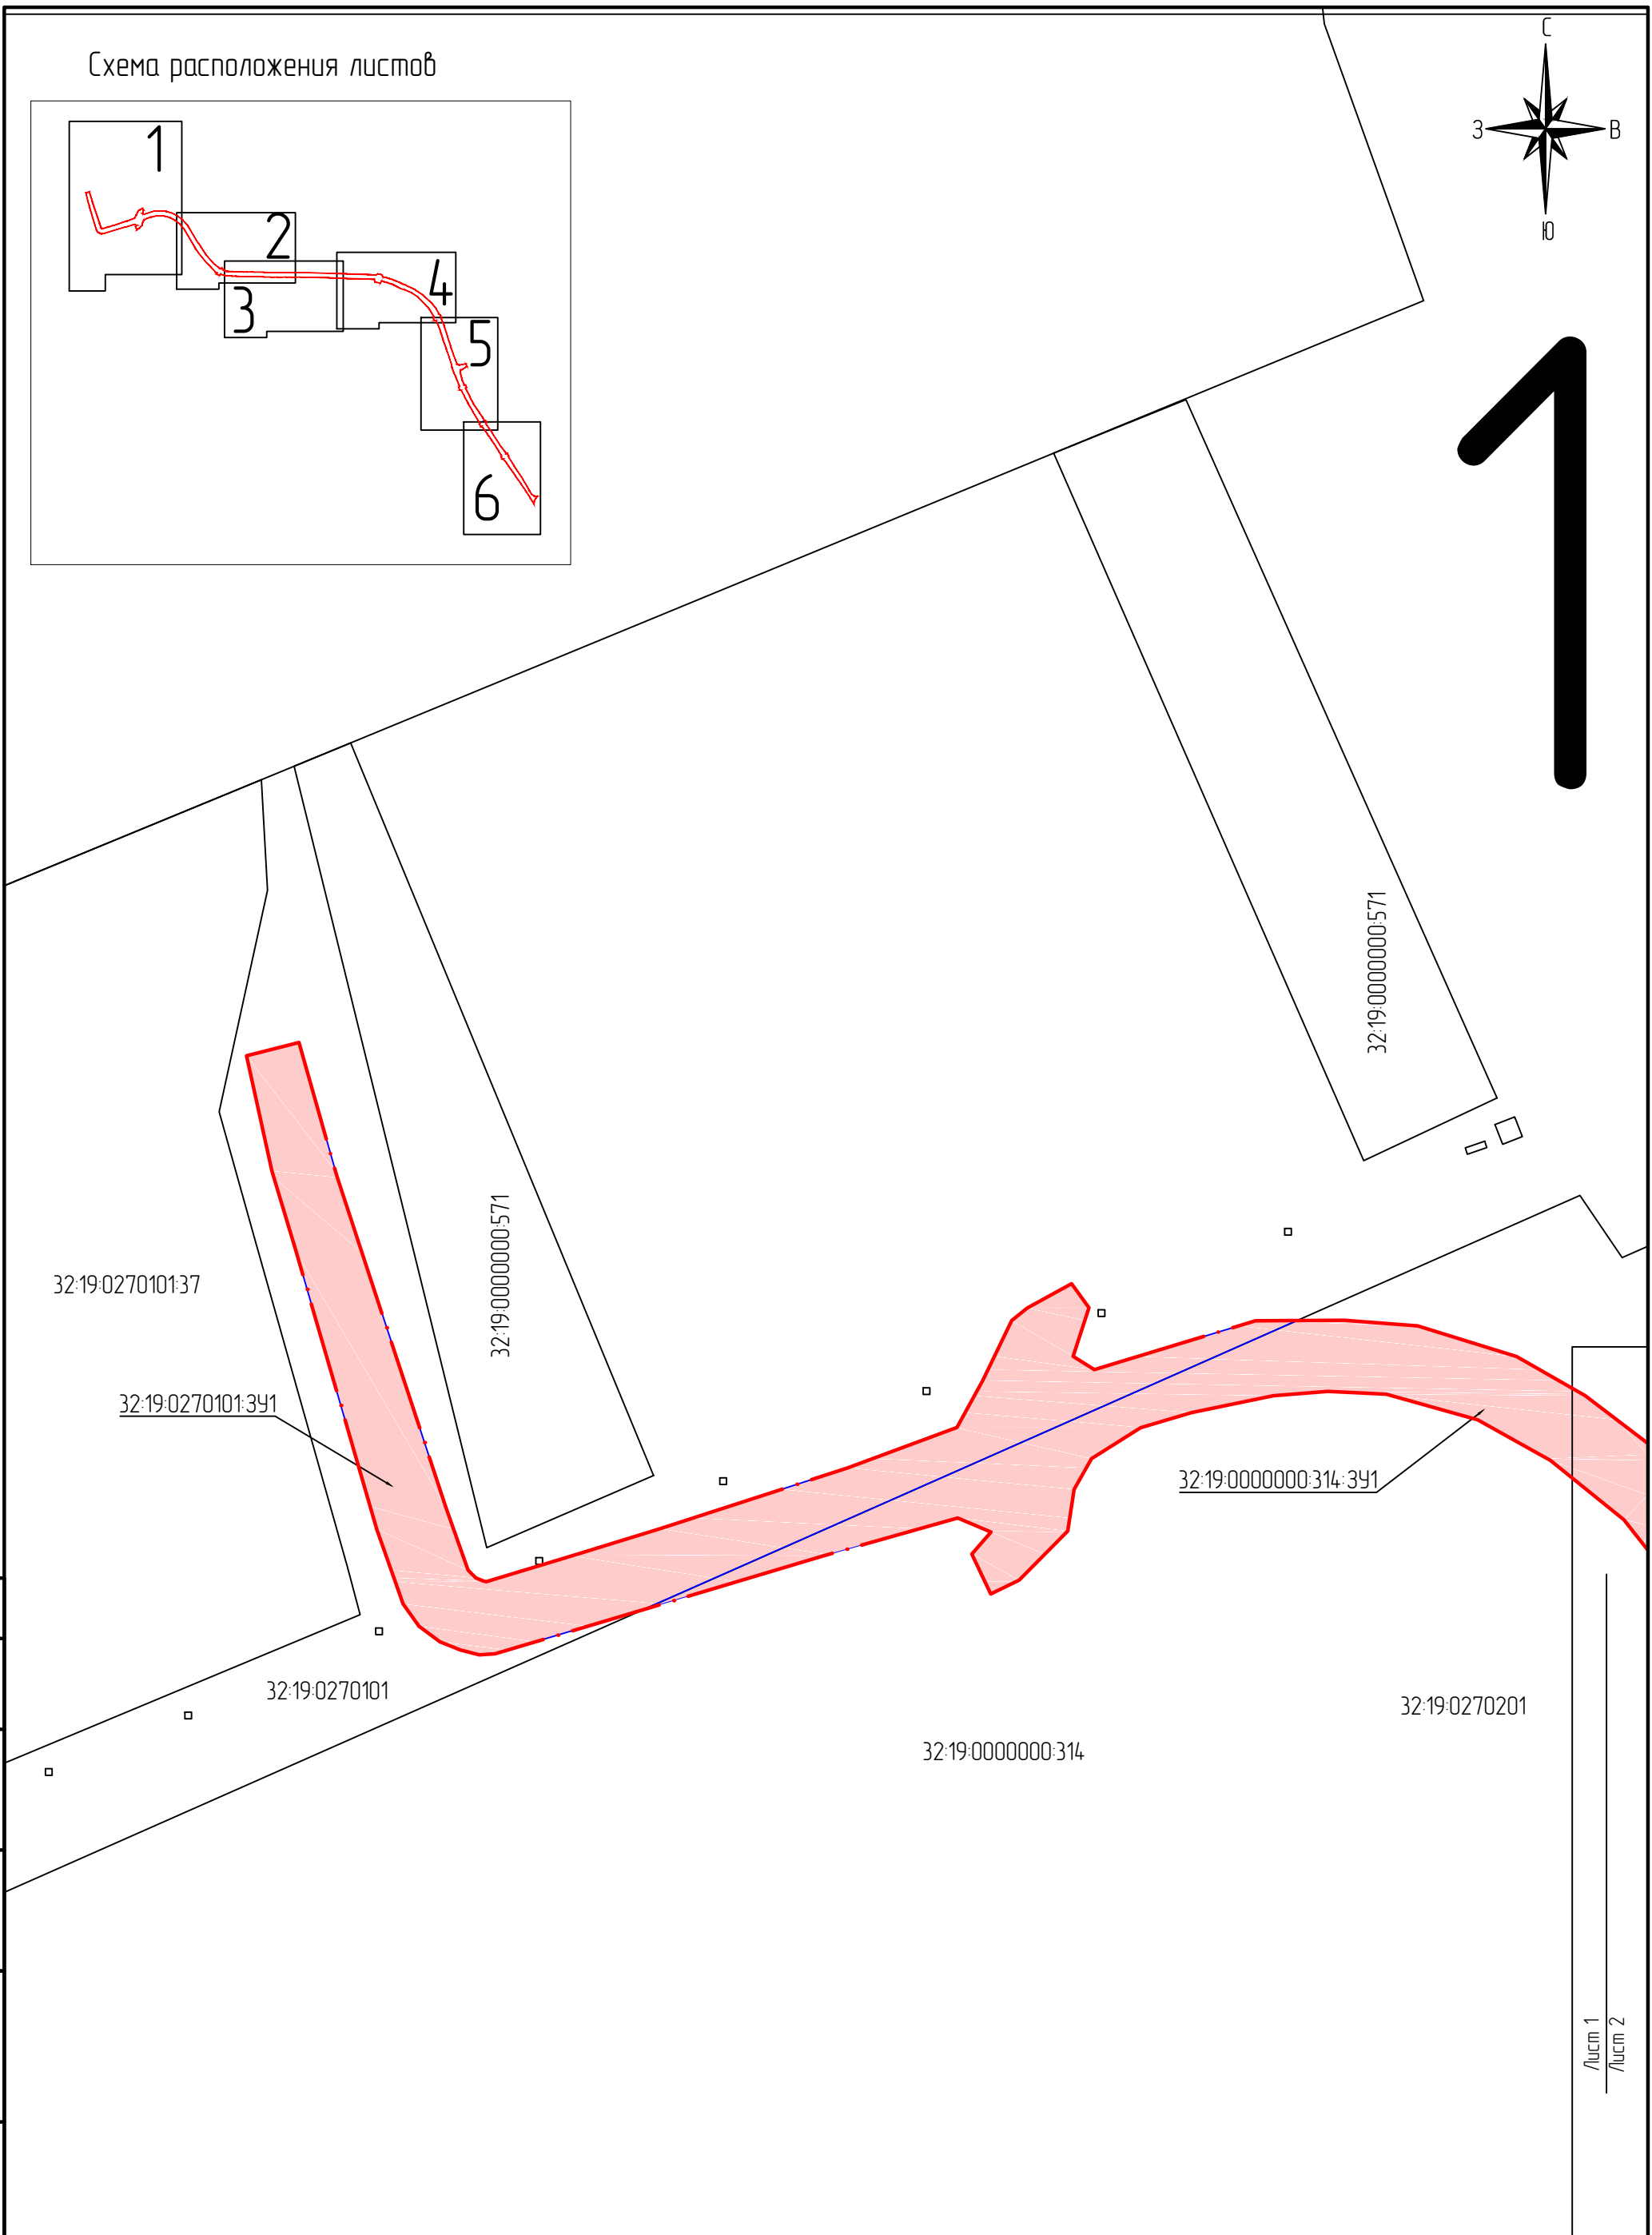 Схема расположения листов
С
З
В
Ю
1
2
3
4
5
6
1
32:19:0000000:571
32:19:0000000:571
32:19:0270101:37
32:19:0270101:ЗУ1
32:19:0000000:314:ЗУ1
32:19:0270101
32:19:0270201
32:19:0000000:314
Лист 1
Лист 2